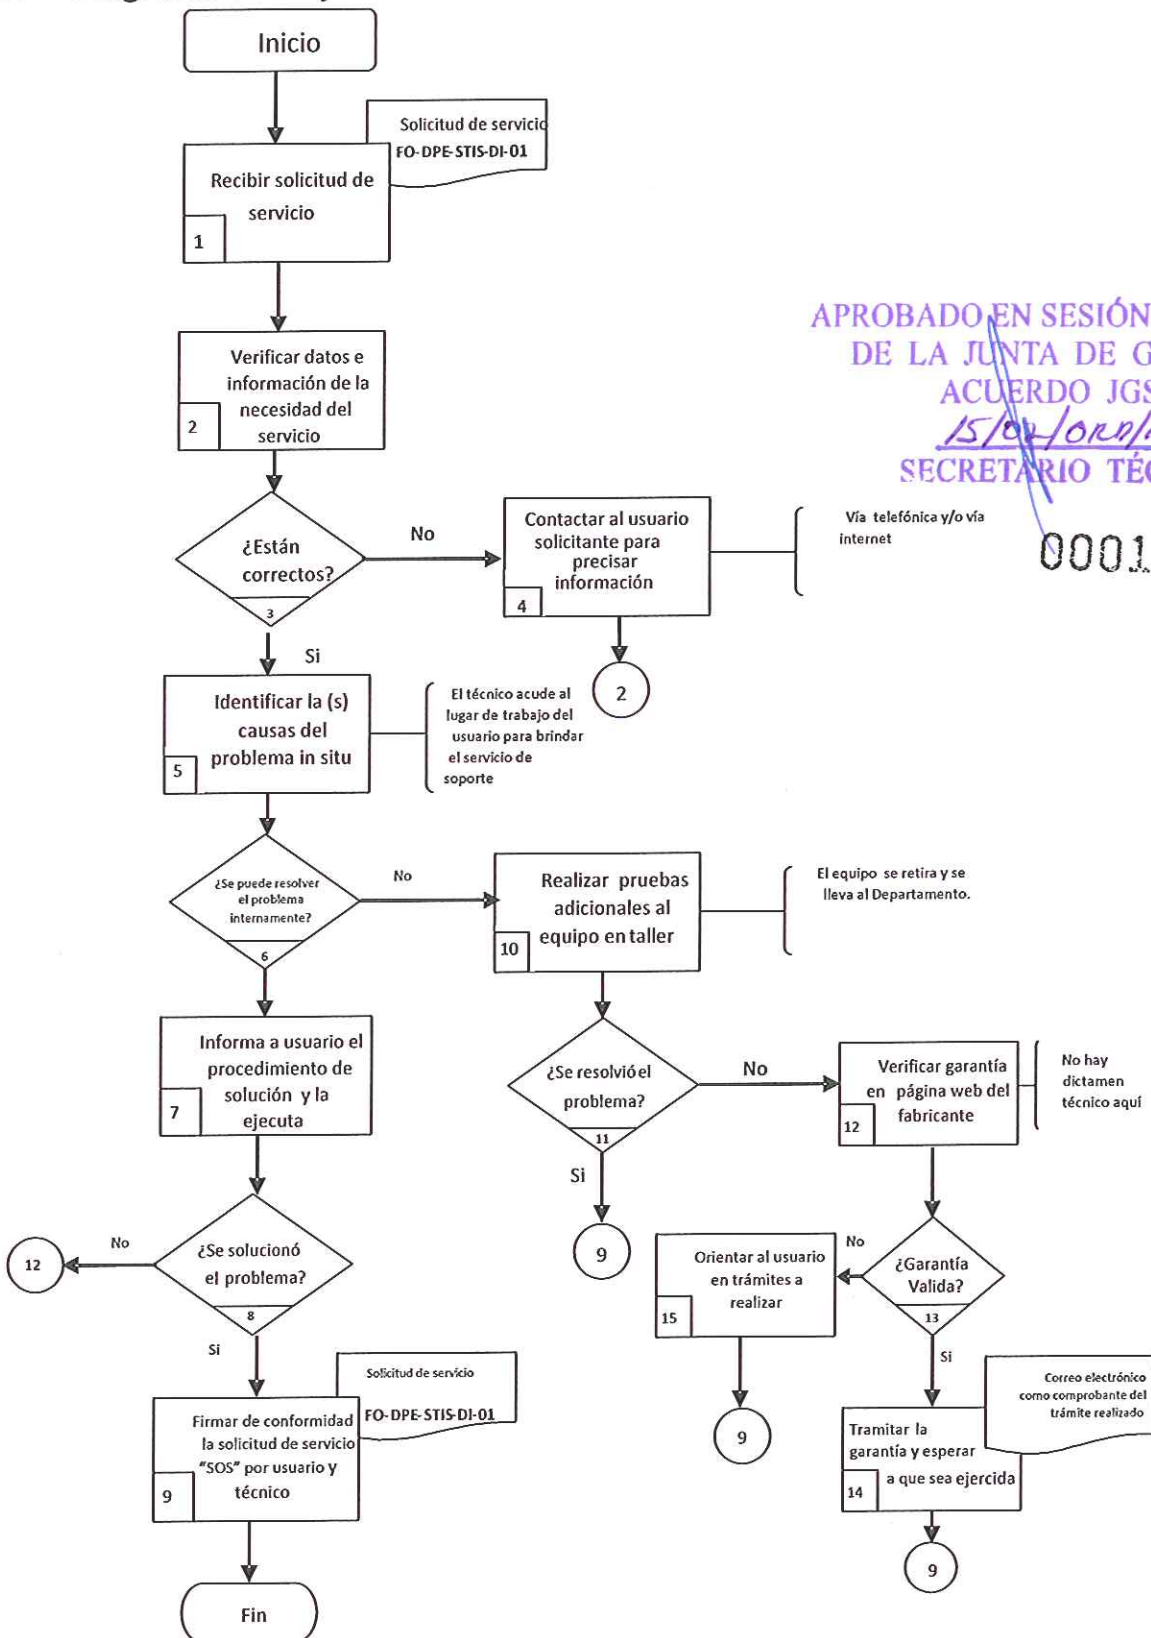 Inicio
Solicitud de servicio
FO-DPE-STIS-DI-01
Recibir solicitud de
servicio
1
Verificar datos e
información de la
necesidad del
servicio
2
APROBADO EN SESIÓN
DE LA JUNTA DE G
ACUERDO JGS
SECRETARIO TÉC
0001
¿Están
correctos?
3
No
Contactar al usuario
solicitante para
precisar
información
4
Vía telefónica y/o vía
internet
Si
2
Identificar la (s)
causas del
problema in situ
5
El técnico acude al
lugar de trabajo del
usuario para brindar
el servicio de
soporte
¿Se puede resolver
el problema
internamente?
6
No
Realizar pruebas
adicionales al
equipo en taller
10
El equipo se retira y se
lleva al Departamento.
Informa a usuario el
procedimiento de
solución y la
ejecuta
7
¿Se resolvió el
problema?
11
No
Verificar garantía
en página web del
fabricante
12
No hay
dictamen
técnico aquí
Si
9
12
No
¿Se solucionó
el problema?
8
Orientar al usuario
en trámites a
realizar
15
No
¿Garantía
Valida?
13
Si
Solicitud de servicio
FO-DPE-STIS-DI-01
Firmar de conformidad
la solicitud de servicio
"SOS" por usuario y
técnico
9
9
Si
Correo electrónico
como comprobante del
trámite realizado
Tramitar la
garantía y esperar
a que sea ejercida
14
9
Fin